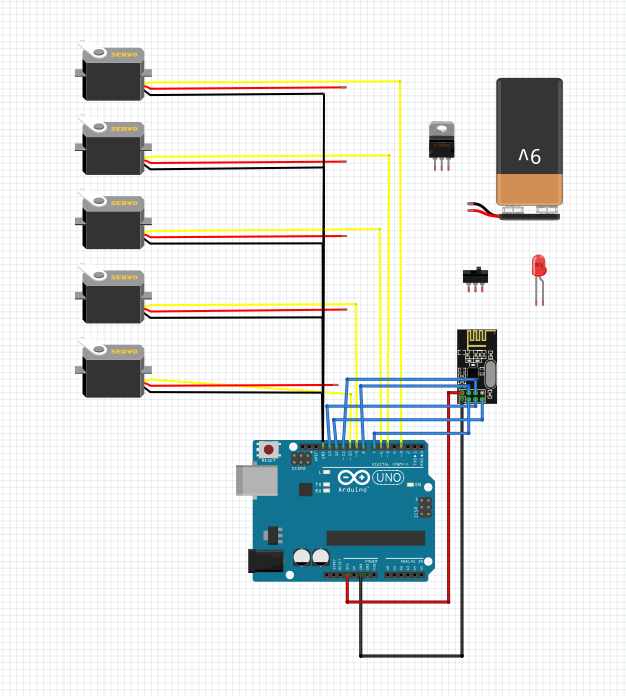 SERVO
SERVO
SERVO
SERVO
SERVO
9V
RESET
ICSP2
L
TX
RX
Arduino
UNO
ON
ICSP
DIGITAL (PWM~)
POWER
ANALOG IN